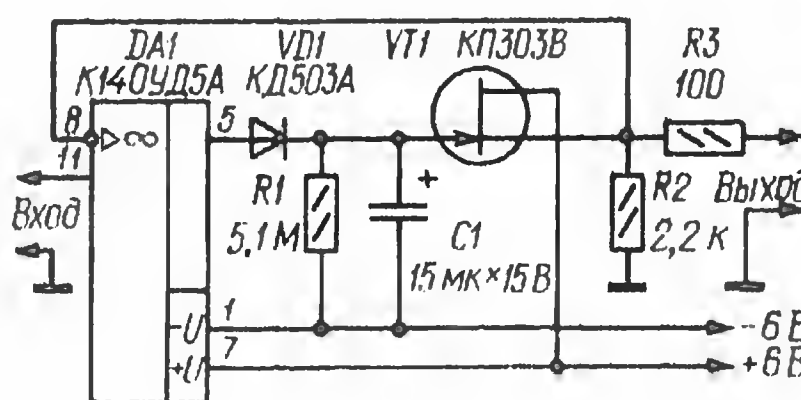 DA1
К140УД5А
VD1
КД503А
VT1 КП303В
R3
100
8
11
▷∞
5
Вход
R1
5,1 М
+
C1
15 мк×15 В
R2
2,2 к
Выход
-U
1
-6 В
+U
7
+6 В